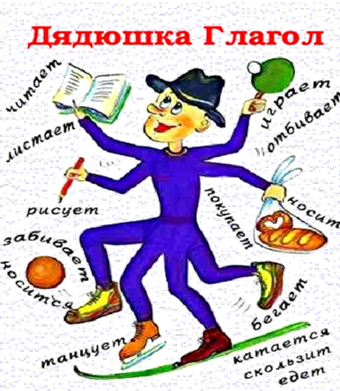 Дядюшка Глагол
читает
листает
играет
отбивает
рисует
покупает
носит
забивает
носится
танцует
бегает
катается
скользит
едет